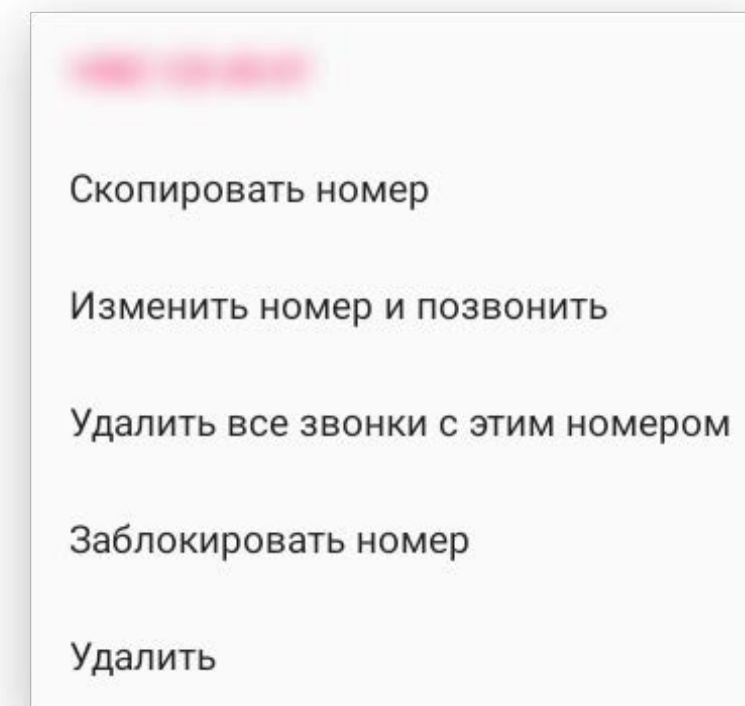 Скопировать номер
Изменить номер и позвонить
Удалить все звонки с этим номером
Заблокировать номер
Удалить